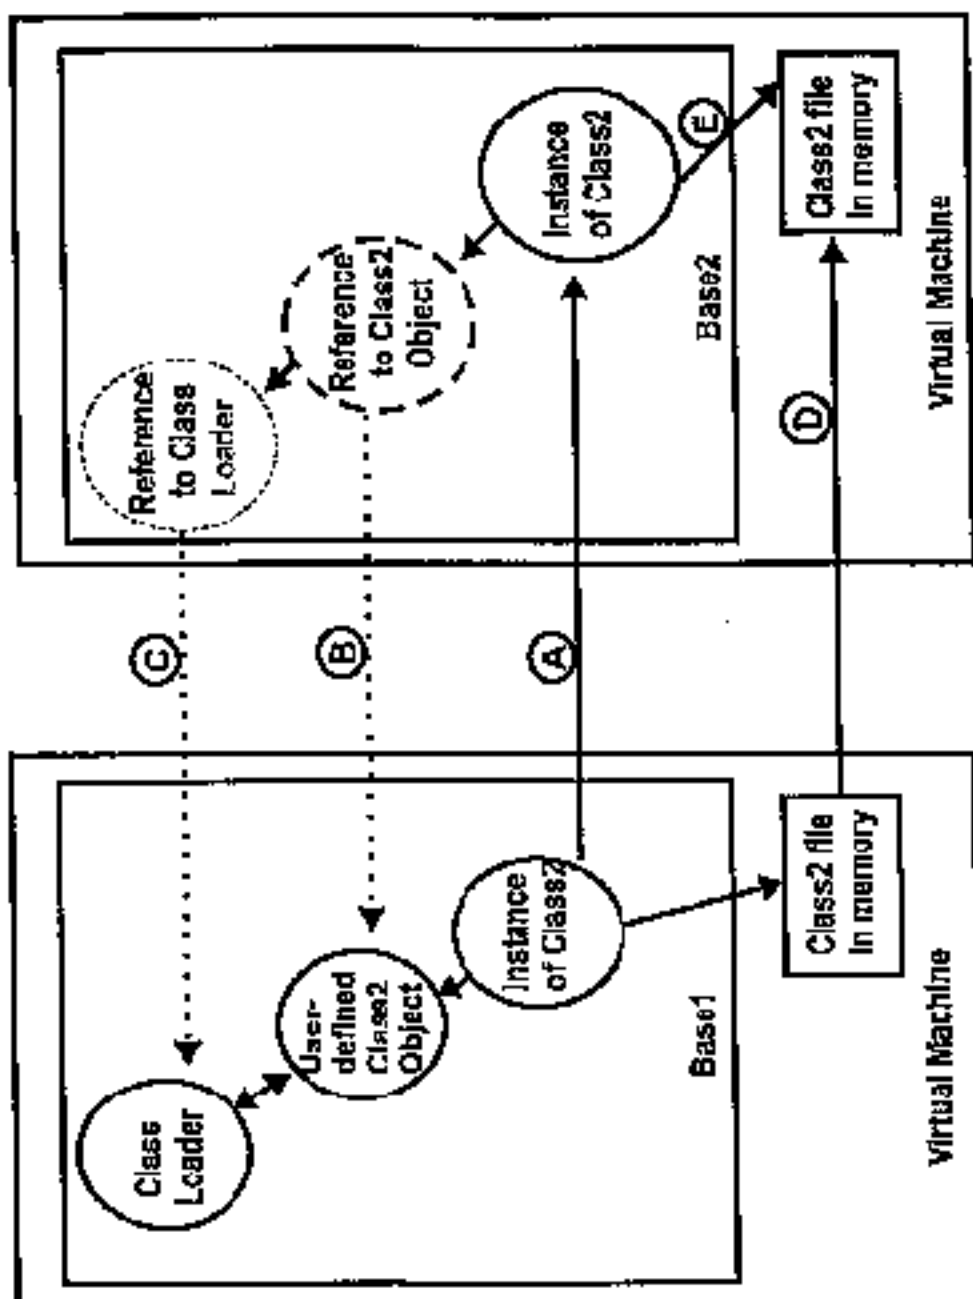 Class
Loader
User-
defined
Class2
Object
Instance
of Class2
Base1
Class2 file
In memory
Virtual Machine
C
B
A
D
Reference
to Class
Loader
Reference
to Class2
Object
Instance
of Class2
E
Base2
Class2 file
In memory
Virtual Machine